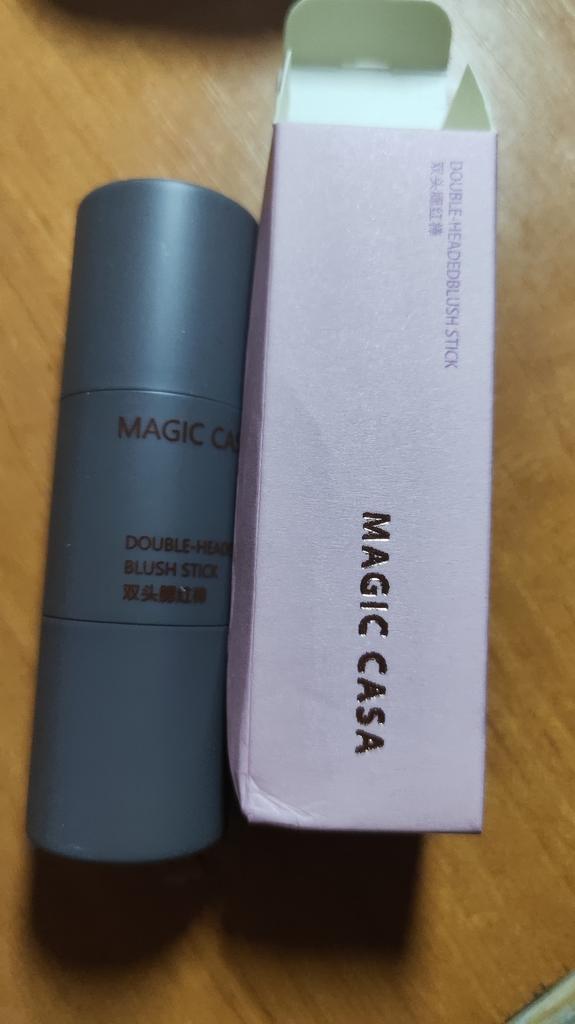 MAGIC CAS
DOUBLE-HEADE
BLUSH STICK
双头腮红棒
DOUBLE-HEADEDBLUSH STICK
双头腮红棒
MAGIC CASA